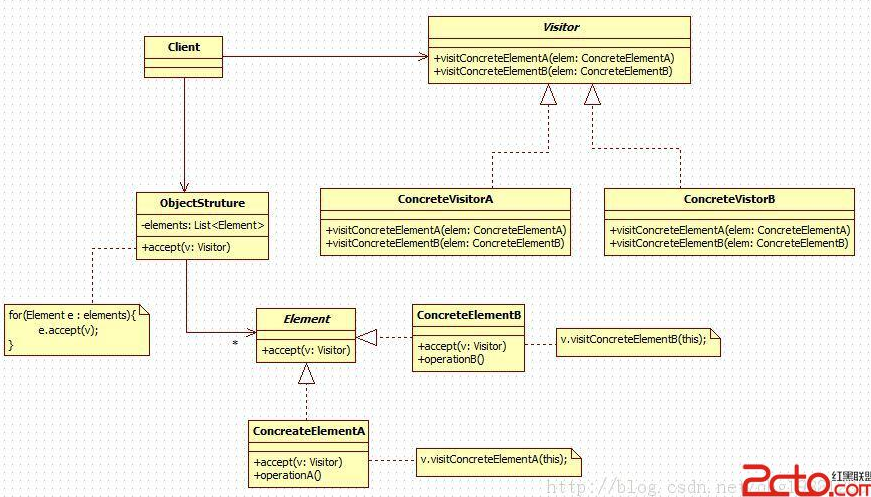 Visitor
+visitConcreteElementA(elem: ConcreteElementA)
+visitConcreteElementB(elem: ConcreteElementB)
Client
ObjectStruture
-elements: List<Element>
+accept(v: Visitor)
ConcreteVisitorA
+visitConcreteElementA(elem: ConcreteElementA)
+visitConcreteElementB(elem: ConcreteElementB)
ConcreteVistorB
+visitConcreteElementA(elem: ConcreteElementA)
+visitConcreteElementB(elem: ConcreteElementB)
for(Element e : elements){
e.accept(v);
}
*
Element
+accept(v: Visitor)
ConcreteElementB
+accept(v: Visitor)
+operationB()
v.visitConcreteElementB(this);
ConcreateElementA
+accept(v: Visitor)
+operationA()
v.visitConcreteElementA(this);
http://blog.csdn.net/
2cto.com
红黑联盟